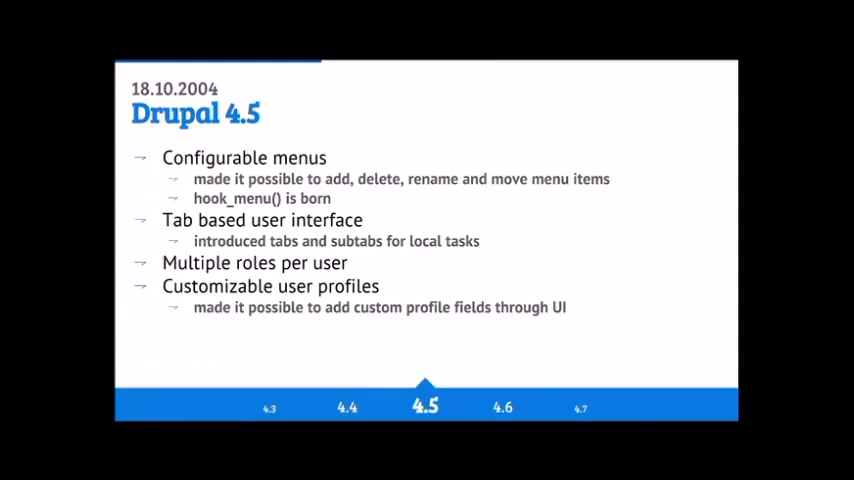 18.10.2004
Drupal 4.5
→ Configurable menus
→ made it possible to add, delete, rename and move menu items
→ hook_menu() is born
→ Tab based user interface
→ introduced tabs and subtabs for local tasks
→ Multiple roles per user
→ Customizable user profiles
→ made it possible to add custom profile fields through UI
4.3 4.4 4.5 4.6 4.7